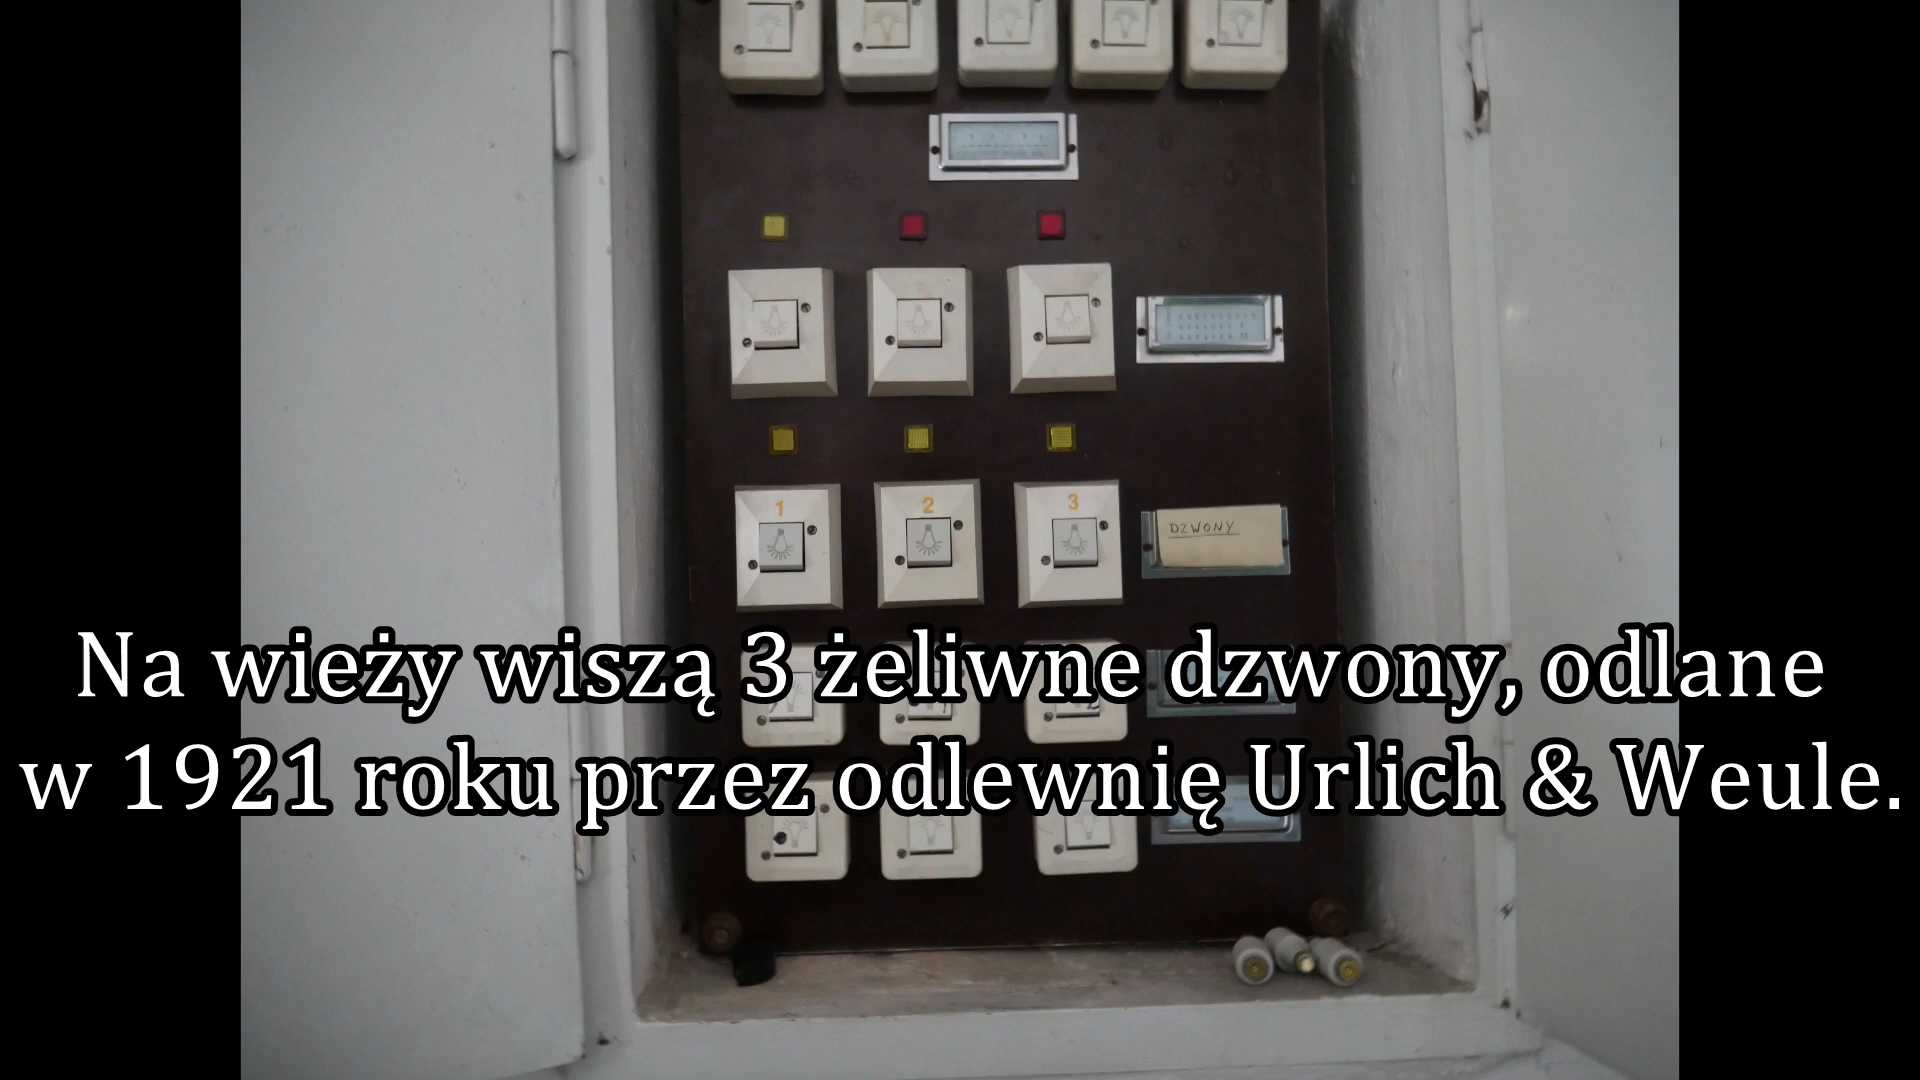 1
2
3
DZWONY
Na wieży wiszą 3 żeliwne dzwony, odlane
w 1921 roku przez odlewnię Urlich & Weule.